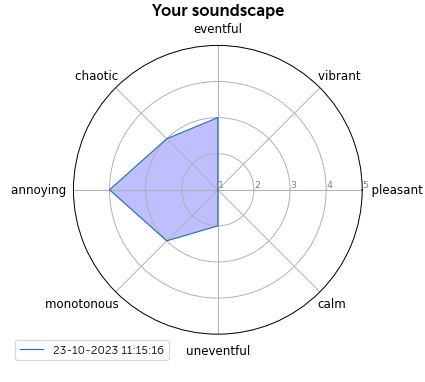 Your soundscape
eventful
chaotic
vibrant
annoying
1
2
3
4
5
pleasant
monotonous
calm
uneventful
23-10-2023 11:15:16